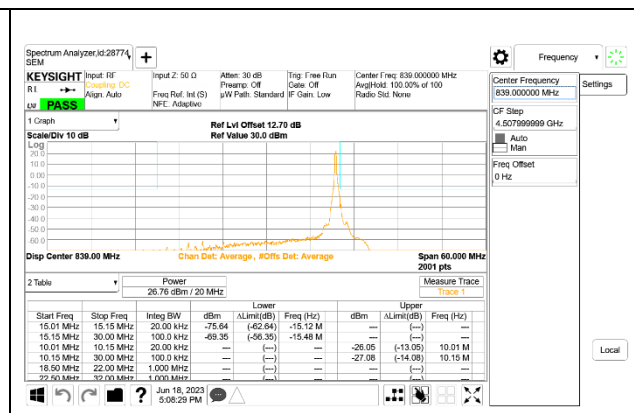 Spectrum Analyzer,Id:28774,
SEM
+
Frequency
KEYSIGHT
Input: RF
Input Z: 50 Ω
Atten: 30 dB
Trig: Free Run
Center Freq: 839.000000 MHz
RL
Coupling: DC
Preamp: Off
Gate: Off
Avg|Hold: 100.00% of 100
Align: Auto
Freq Ref: Int (S)
µW Path: Standard
IF Gain: Low
Radio Std: None
NFE: Adaptive
PASS
Center Frequency
839.000000 MHz
Settings
CF Step
4.507999999 GHz
Auto
Man
Freq Offset
0 Hz
Local
1 Graph
Scale/Div 10 dB
Ref Lvl Offset 12.70 dB
Ref Value 30.0 dBm
Log
20.0
10.0
0.00
-10.0
-20.0
-30.0
-40.0
-50.0
-60.0
Disp Center 839.00 MHz
Chan Det: Average, #Offs Det: Average
Span 60.000 MHz
2001 pts
2 Table
Power
26.76 dBm / 20 MHz
Measure Trace
Trace 1
Lower Upper
Start Freq Stop Freq Integ BW dBm ΔLimit(dB) Freq (Hz) dBm ΔLimit(dB) Freq (Hz)
15.01 MHz 15.15 MHz 20.00 kHz -75.64 (-62.64) -15.12 M --- (---)
15.15 MHz 30.00 MHz 100.0 kHz -69.35 (-56.35) -15.48 M --- (---)
10.01 MHz 10.15 MHz 20.00 kHz --- (---) -26.05 (-13.05) 10.01 M
10.15 MHz 30.00 MHz 100.0 kHz --- (---) -27.08 (-14.08) 10.15 M
18.50 MHz 22.00 MHz 1.000 MHz --- (---) --- (---)
22.50 MHz 32.00 MHz 1.000 MHz --- (---) --- (---)
?
Jun 18, 2023
5:08:29 PM